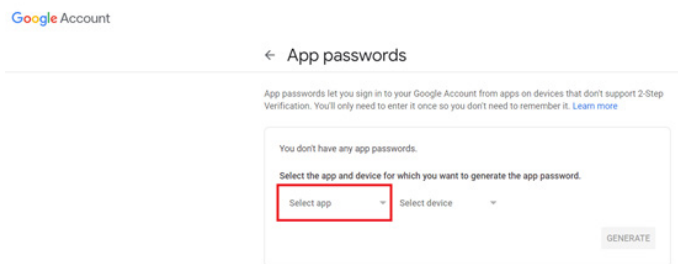 Google Account
← App passwords
App passwords let you sign in to your Google Account from apps on devices that don't support 2-Step
Verification. You'll only need to enter it once so you don't need to remember it. Learn more
You don't have any app passwords.
Select the app and device for which you want to generate the app password.
Select app Select device
GENERATE